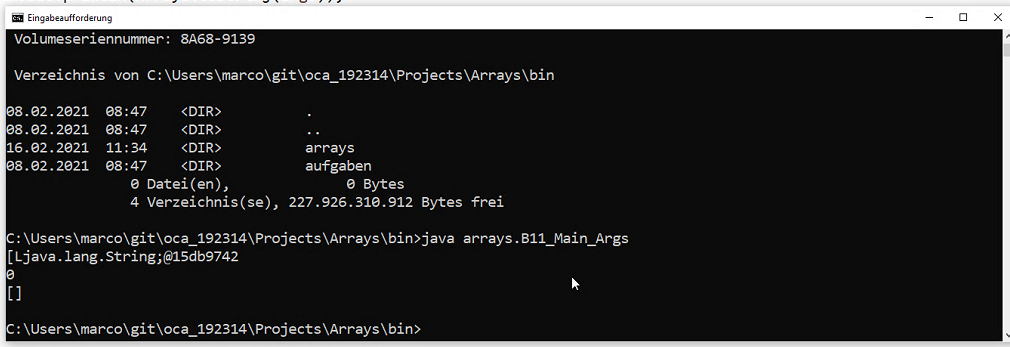 Eingabeaufforderung
Volumeseriennummer: 8A68-9139
Verzeichnis von C:\Users\marco\git\oca_192314\Projects\Arrays\bin
08.02.2021  08:47    <DIR>          .
08.02.2021  08:47    <DIR>          ..
16.02.2021  11:34    <DIR>          arrays
08.02.2021  08:47    <DIR>          aufgaben
0 Datei(en),              0 Bytes
4 Verzeichnis(se), 227.926.310.912 Bytes frei
C:\Users\marco\git\oca_192314\Projects\Arrays\bin>java arrays.B11_Main_Args
[Ljava.lang.String;@15db9742
0
[]
C:\Users\marco\git\oca_192314\Projects\Arrays\bin>